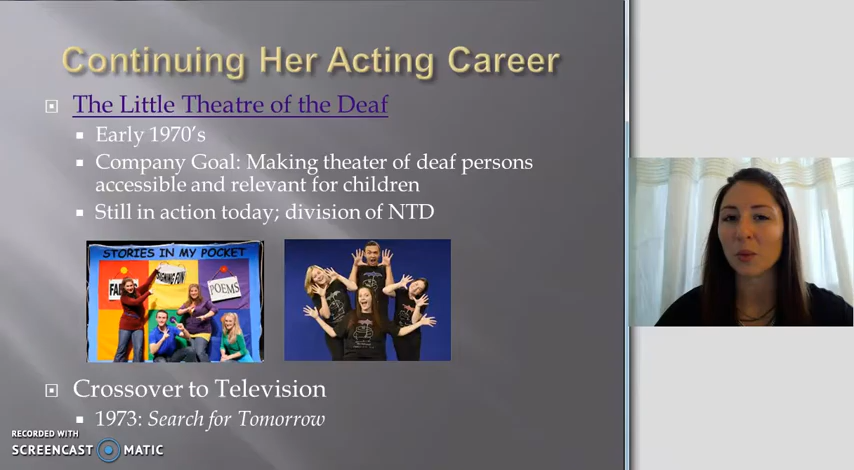 Continuing Her Acting Career
The Little Theatre of the Deaf
Early 1970's
Company Goal: Making theater of deaf persons
accessible and relevant for children
Still in action today; division of NTD
STORIES IN MY POCKET
SIGNING FUN
POEMS
Crossover to Television
1973: Search for Tomorrow
RECORDED WITH
SCREENCAST MATIC